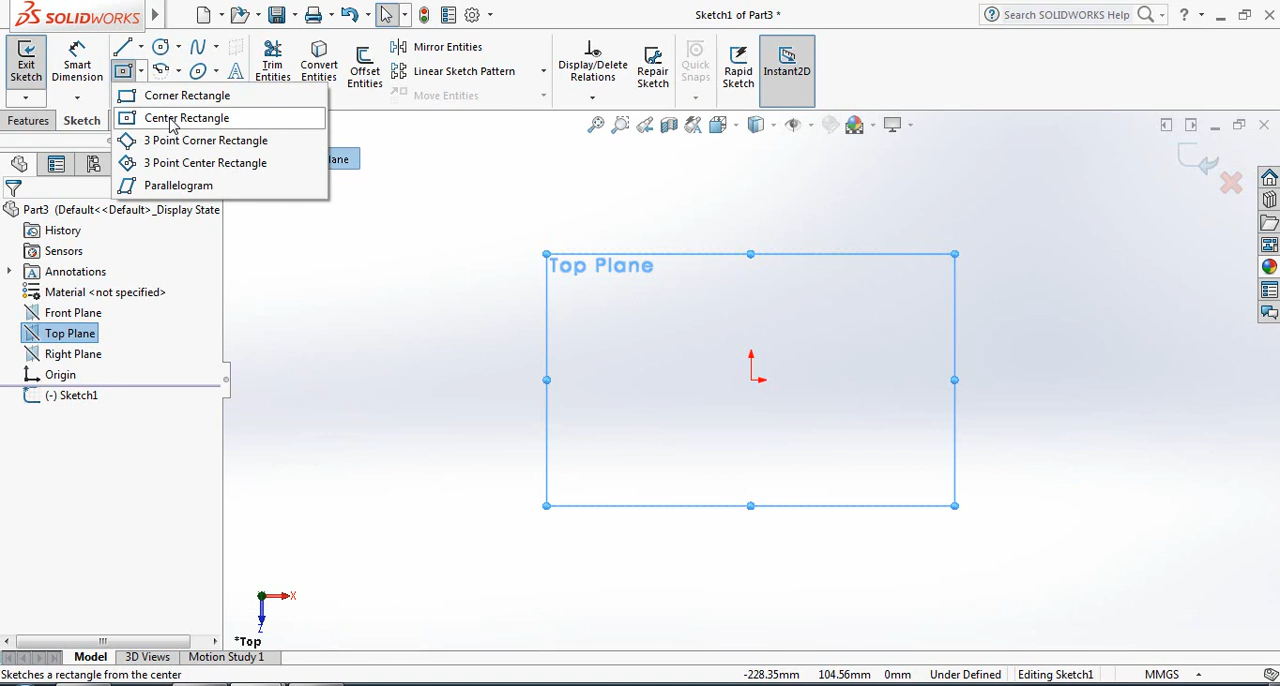 SOLIDWORKS
Sketch1 of Part3 *
Search SOLIDWORKS Help
?
Exit Sketch
Smart Dimension
Trim Entities
Convert Entities
Offset Entities
Mirror Entities
Linear Sketch Pattern
Move Entities
Display/Delete Relations
Repair Sketch
Quick Snaps
Rapid Sketch
Instant2D
Features
Sketch
Corner Rectangle
Center Rectangle
3 Point Corner Rectangle
3 Point Center Rectangle
Parallelogram
lane
Part3 (Default<<Default>_Display State
History
Sensors
Annotations
Material <not specified>
Front Plane
Top Plane
Right Plane
Origin
(-) Sketch1
Top Plane
X
Z
*Top
Model
3D Views
Motion Study 1
Sketches a rectangle from the center
-228.35mm
104.56mm
0mm
Under Defined
Editing Sketch1
MMGS